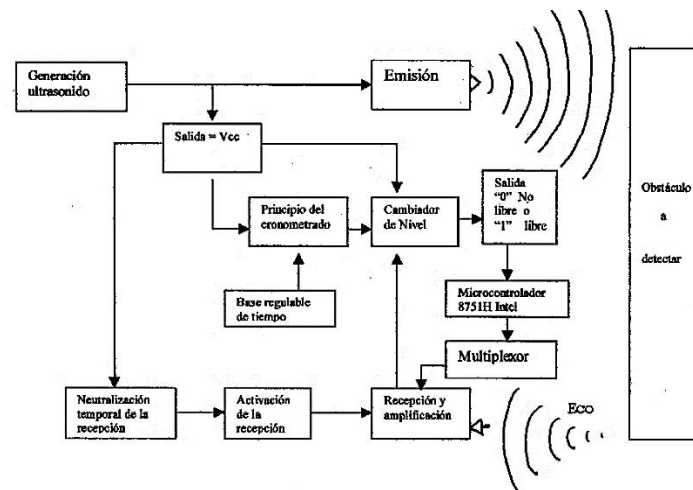 Generación
ultrasonido
Emisión
Salida = Vcc
Principio del
cronometrado
Cambiador
de Nivel
Salida
"0" No
libre o
"1" libre
Obstáculo
a
detectar
Base regulable
de tiempo
Microcontrolador
8751H Intel
Multiplexor
Neutralización
temporal de la
recepción
Activación
de la
recepción
Recepción y
amplificación
Eco